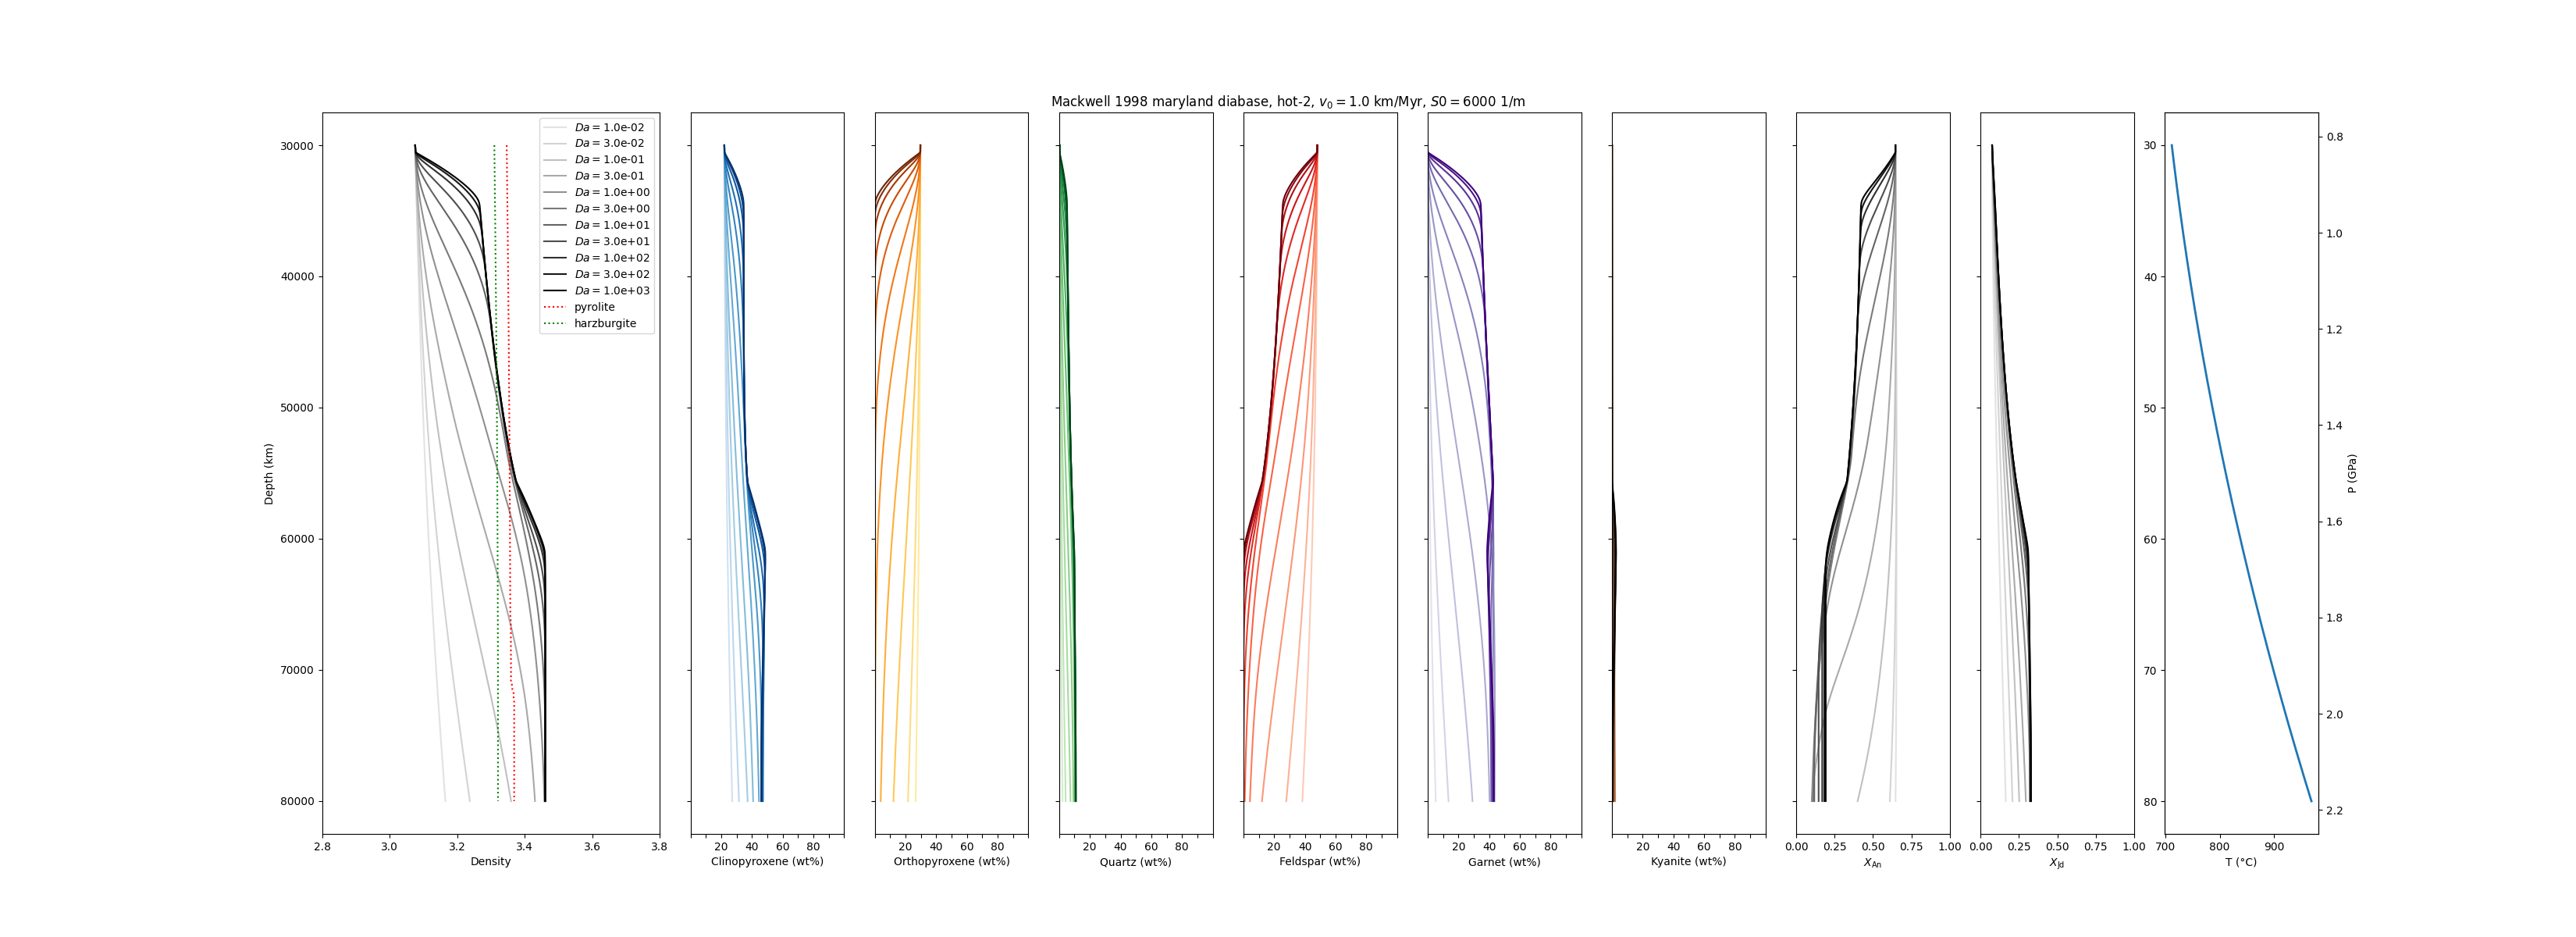 Mackwell 1998 maryland diabase, hot-2, v₀ = 1.0 km/Myr, S0 = 6000 1/m
Da = 1.0e-02
Da = 3.0e-02
Da = 1.0e-01
Da = 3.0e-01
Da = 1.0e+00
Da = 3.0e+00
Da = 1.0e+01
Da = 3.0e+01
Da = 1.0e+02
Da = 3.0e+02
Da = 1.0e+03
pyrolite
harzburgite
30000
40000
50000
60000
70000
80000
Depth (km)
2.8 3.0 3.2 3.4 3.6 3.8
Density
20 40 60 80
Clinopyroxene (wt%)
20 40 60 80
Orthopyroxene (wt%)
20 40 60 80
Quartz (wt%)
20 40 60 80
Feldspar (wt%)
20 40 60 80
Garnet (wt%)
20 40 60 80
Kyanite (wt%)
0.00 0.25 0.50 0.75 1.00
X_An
0.00 0.25 0.50 0.75 1.00
X_Jd
30
40
50
60
70
80
700 800 900
T (°C)
0.8
1.0
1.2
1.4
1.6
1.8
2.0
2.2
P (GPa)